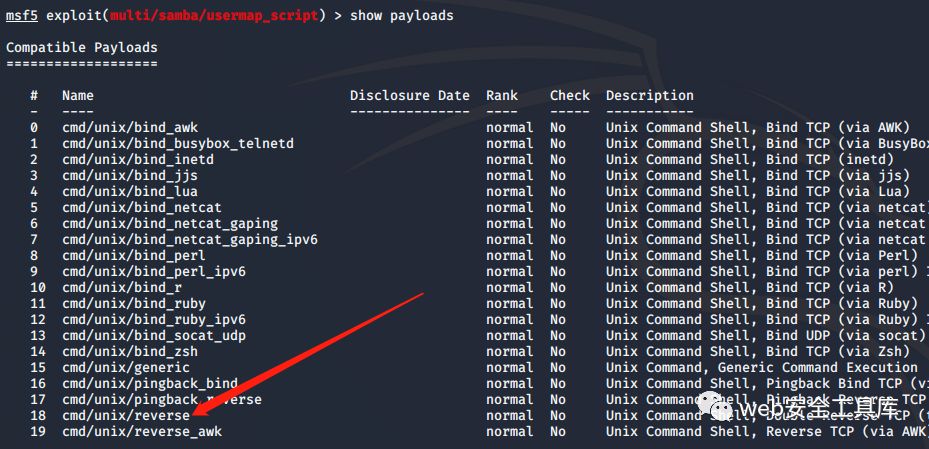 msf5 exploit(multi/samba/usermap_script) > show payloads
Compatible Payloads
===================
# Name Disclosure Date Rank Check Description
- ---- --------------- ---- ----- -----------
0 cmd/unix/bind_awk normal No Unix Command Shell, Bind TCP (via AWK)
1 cmd/unix/bind_busybox_telnetd normal No Unix Command Shell, Bind TCP (via BusyBox
2 cmd/unix/bind_inetd normal No Unix Command Shell, Bind TCP (inetd)
3 cmd/unix/bind_jjs normal No Unix Command Shell, Bind TCP (via jjs)
4 cmd/unix/bind_lua normal No Unix Command Shell, Bind TCP (via Lua)
5 cmd/unix/bind_netcat normal No Unix Command Shell, Bind TCP (via netcat)
6 cmd/unix/bind_netcat_gaping normal No Unix Command Shell, Bind TCP (via netcat
7 cmd/unix/bind_netcat_gaping_ipv6 normal No Unix Command Shell, Bind TCP (via netcat
8 cmd/unix/bind_perl normal No Unix Command Shell, Bind TCP (via Perl)
9 cmd/unix/bind_perl_ipv6 normal No Unix Command Shell, Bind TCP (via perl)
10 cmd/unix/bind_r normal No Unix Command Shell, Bind TCP (via R)
11 cmd/unix/bind_ruby normal No Unix Command Shell, Bind TCP (via Ruby)
12 cmd/unix/bind_ruby_ipv6 normal No Unix Command Shell, Bind TCP (via Ruby)
13 cmd/unix/bind_socat_udp normal No Unix Command Shell, Bind UDP (via socat)
14 cmd/unix/bind_zsh normal No Unix Command Shell, Bind TCP (via Zsh)
15 cmd/unix/generic normal No Unix Command, Generic Command Execution
16 cmd/unix/pingback_bind normal No Unix Command Shell, Pingback Bind TCP (vi
17 cmd/unix/pingback_reverse normal No Unix Command Shell, Pingback Reverse TCP
18 cmd/unix/reverse normal No Unix Command Shell, Double Reverse TCP (t
19 cmd/unix/reverse_awk normal No Unix Command Shell, Reverse TCP (via AWK)
Web安全工具库